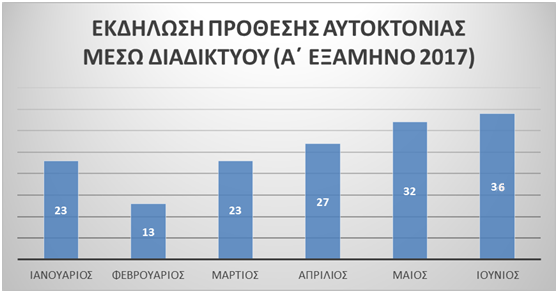 ΕΚΔΗΛΩΣΗ ΠΡΟΘΕΣΗΣ ΑΥΤΟΚΤΟΝΙΑΣ
ΜΕΣΩ ΔΙΑΔΙΚΤΥΟΥ (Α΄ ΕΞΑΜΗΝΟ 2017)
23 13 23 27 32 36
ΙΑΝΟΥΑΡΙΟΣ ΦΕΒΡΟΥΑΡΙΟΣ ΜΑΡΤΙΟΣ ΑΠΡΙΛΙΟΣ ΜΑΙΟΣ ΙΟΥΝΙΟΣ